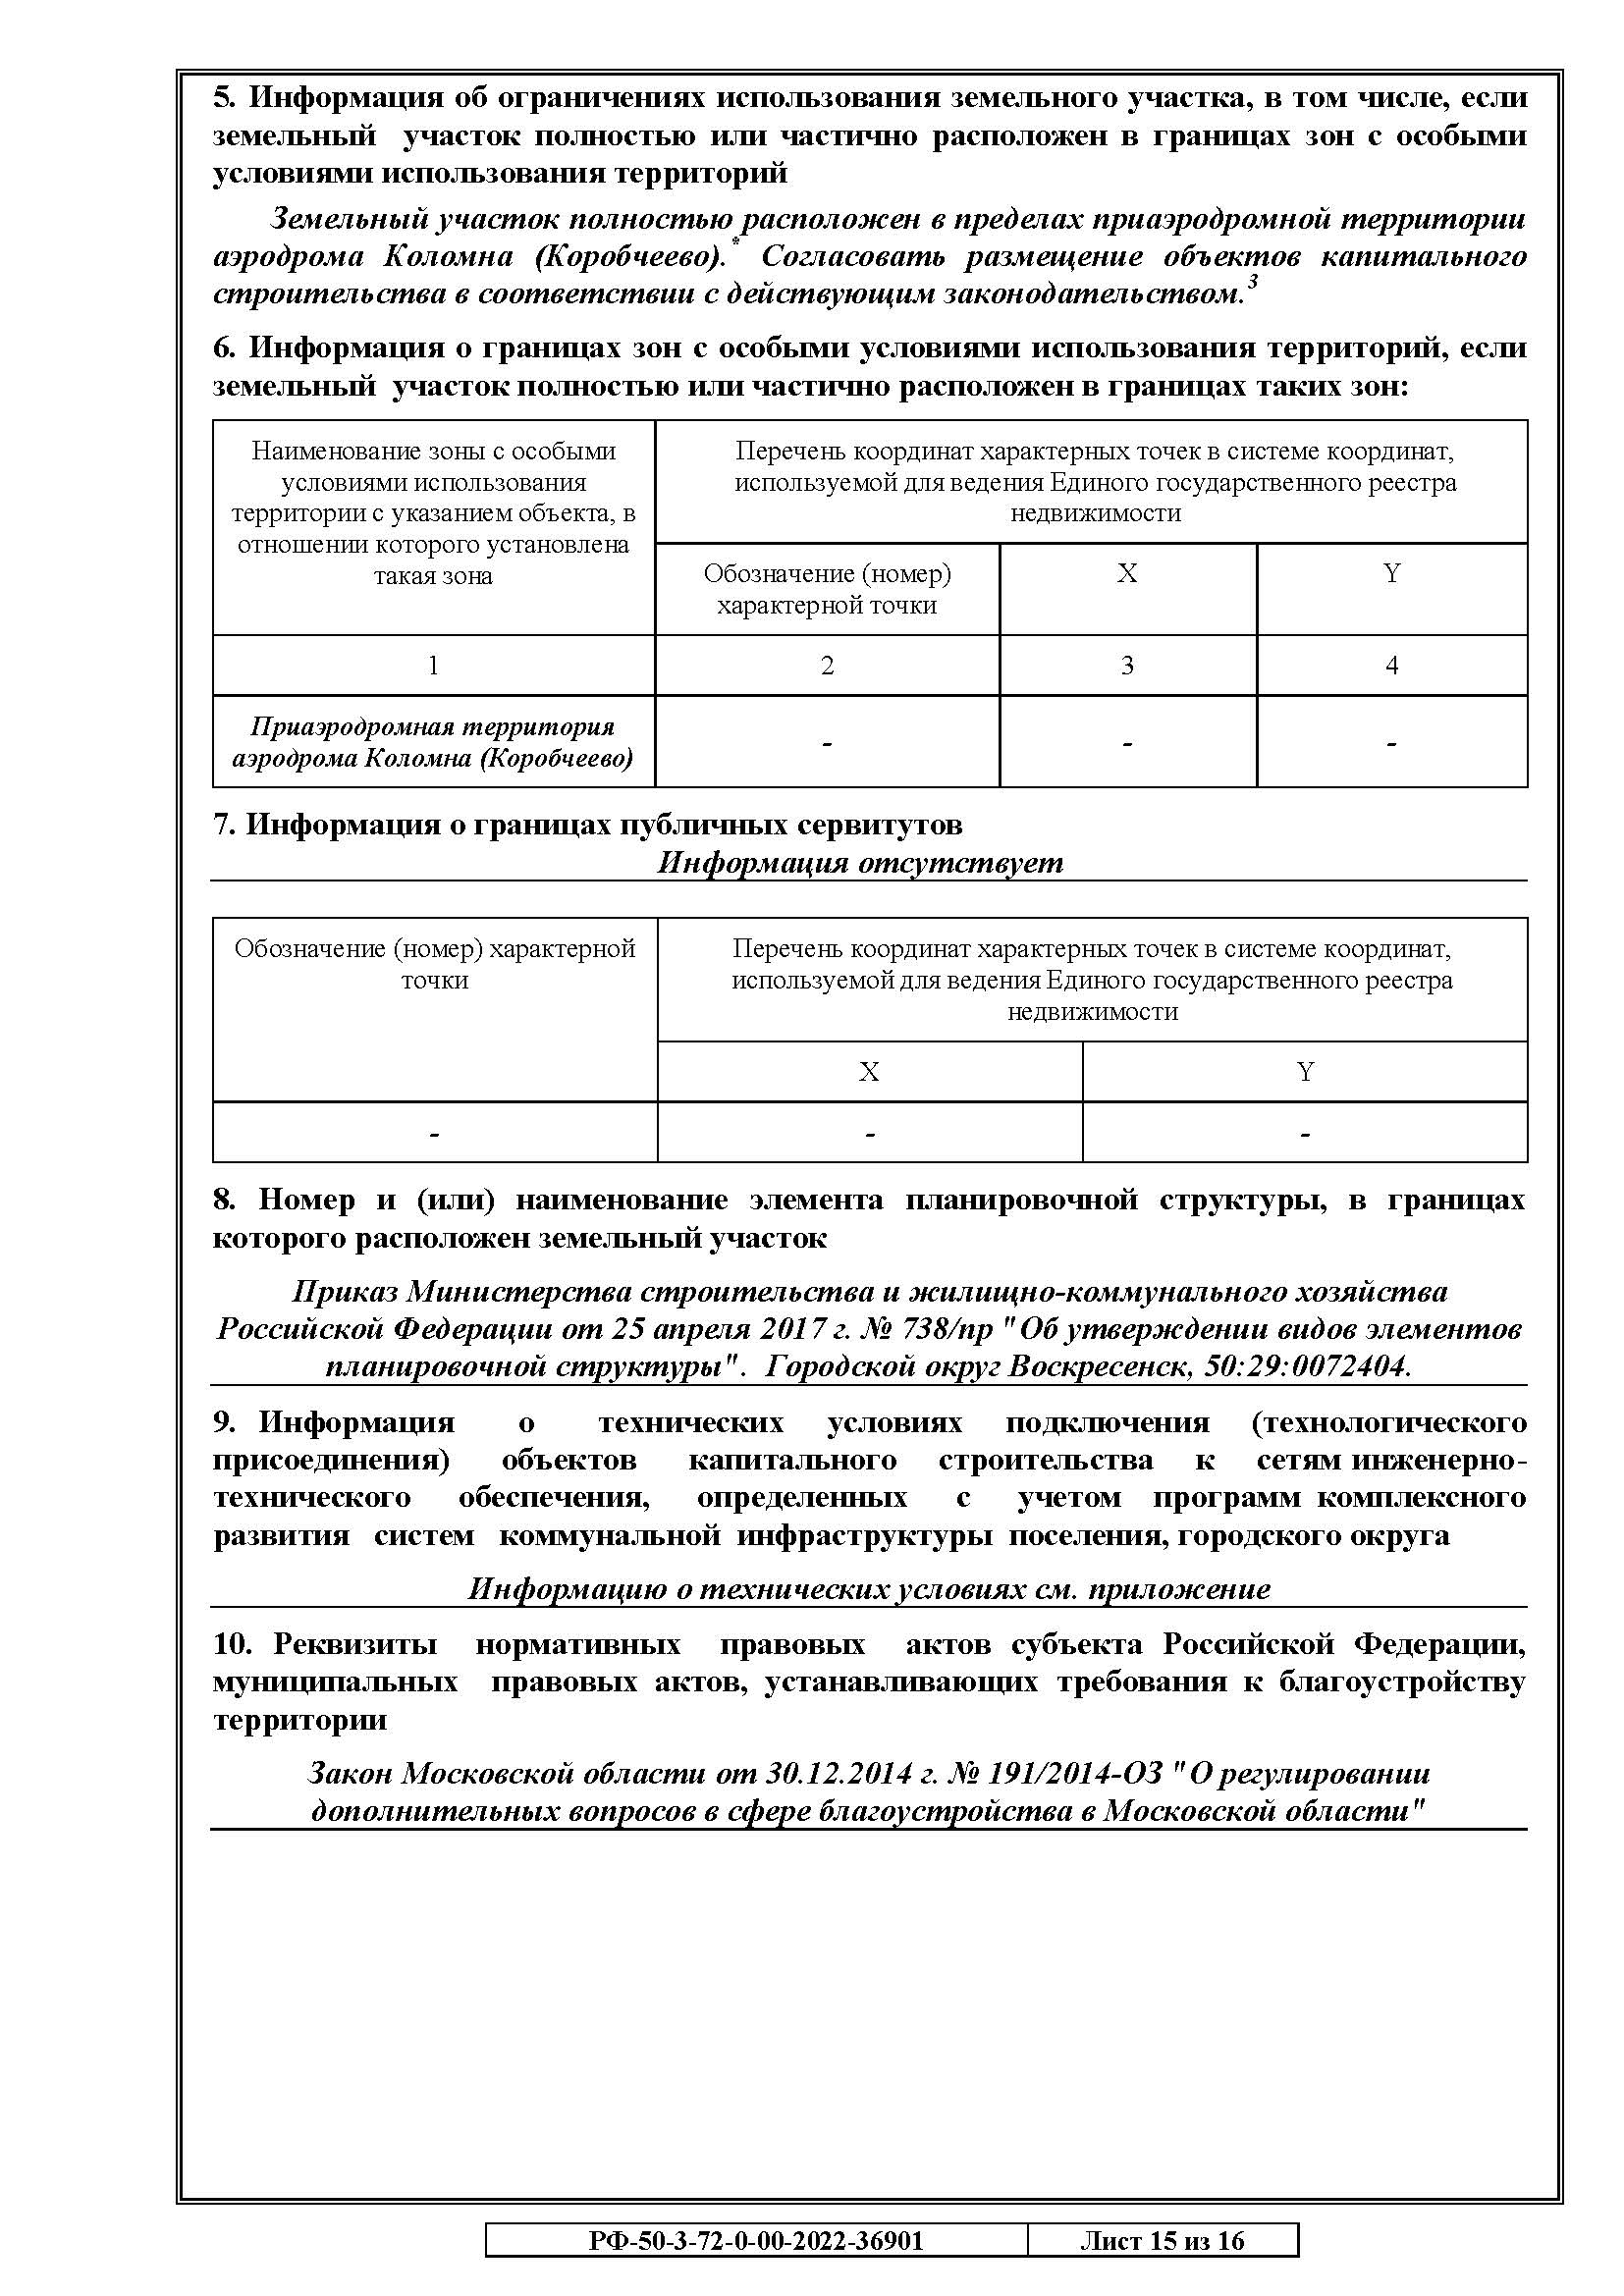 5. Информация об ограничениях использования земельного участка, в том числе, если
земельный участок полностью или частично расположен в границах зон с особыми
условиями использования территорий
Земельный участок полностью расположен в пределах приаэродромной территории
аэродрома Коломна (Коробчеево).* Согласовать размещение объектов капитального
строительства в соответствии с действующим законодательством.3
6. Информация о границах зон с особыми условиями использования территорий, если
земельный участок полностью или частично расположен в границах таких зон:
Наименование зоны с особыми
условиями использования
территории с указанием объекта, в
отношении которого установлена
такая зона
Перечень координат характерных точек в системе координат,
используемой для ведения Единого государственного реестра
недвижимости
Обозначение (номер)
характерной точки
X
Y
1
2
3
4
Приаэродромная территория
аэродрома Коломна (Коробчеево)
-
-
-
7. Информация о границах публичных сервитутов
Информация отсутствует
Обозначение (номер) характерной
точки
Перечень координат характерных точек в системе координат,
используемой для ведения Единого государственного реестра
недвижимости
X
Y
-
-
-
8. Номер и (или) наименование элемента планировочной структуры, в границах
которого расположен земельный участок
Приказ Министерства строительства и жилищно-коммунального хозяйства
Российской Федерации от 25 апреля 2017 г. № 738/пр "Об утверждении видов элементов
планировочной структуры". Городской округ Воскресенск, 50:29:0072404.
9. Информация о технических условиях подключения (технологического
присоединения) объектов капитального строительства к сетям инженерно-
технического обеспечения, определенных с учетом программ комплексного
развития систем коммунальной инфраструктуры поселения, городского округа
Информацию о технических условиях см. приложение
10. Реквизиты нормативных правовых актов субъекта Российской Федерации,
муниципальных правовых актов, устанавливающих требования к благоустройству
территории
Закон Московской области от 30.12.2014 г. № 191/2014-ОЗ "О регулировании
дополнительных вопросов в сфере благоустройства в Московской области"
РФ-50-3-72-0-00-2022-36901
Лист 15 из 16